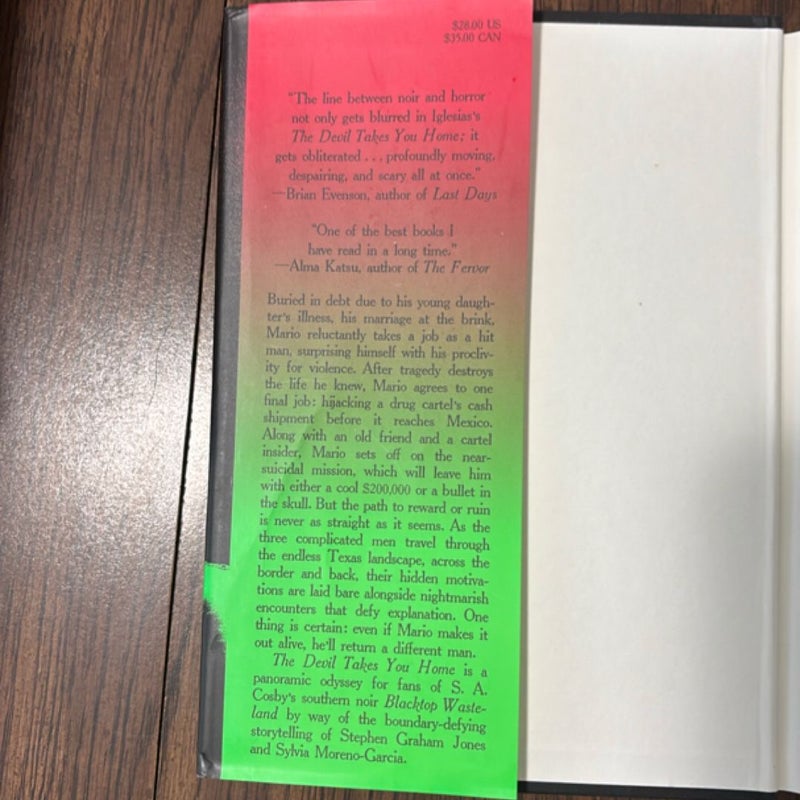 $28.00 US
$35.00 CAN
"The line between noir and horror
not only gets blurred in Iglesias's
The Devil Takes You Home; it
gets obliterated . . . profoundly moving,
despairing, and scary all at once."
—Brian Evenson, author of Last Days
"One of the best books I
have read in a long time."
—Alma Katsu, author of The Fervor
Buried in debt due to his young daugh-
ter's illness, his marriage at the brink,
Mario reluctantly takes a job as a hit
man, surprising himself with his procliv-
ity for violence. After tragedy destroys
the life he knew, Mario agrees to one
final job: hijacking a drug cartel's cash
shipment before it reaches Mexico.
Along with an old friend and a cartel
insider, Mario sets off on the near-
suicidal mission, which will leave him
with either a cool $200,000 or a bullet in
the skull. But the path to reward or ruin
is never as straight as it seems. As the
three complicated men travel through
the endless Texas landscape, across the
border and back, their hidden motiva-
tions are laid bare alongside nightmarish
encounters that defy explanation. One
thing is certain: even if Mario makes it
out alive, he'll return a different man.
The Devil Takes You Home is a
panoramic odyssey for fans of S. A.
Cosby's southern noir Blacktop Waste-
land by way of the boundary-defying
storytelling of Stephen Graham Jones
and Sylvia Moreno-Garcia.